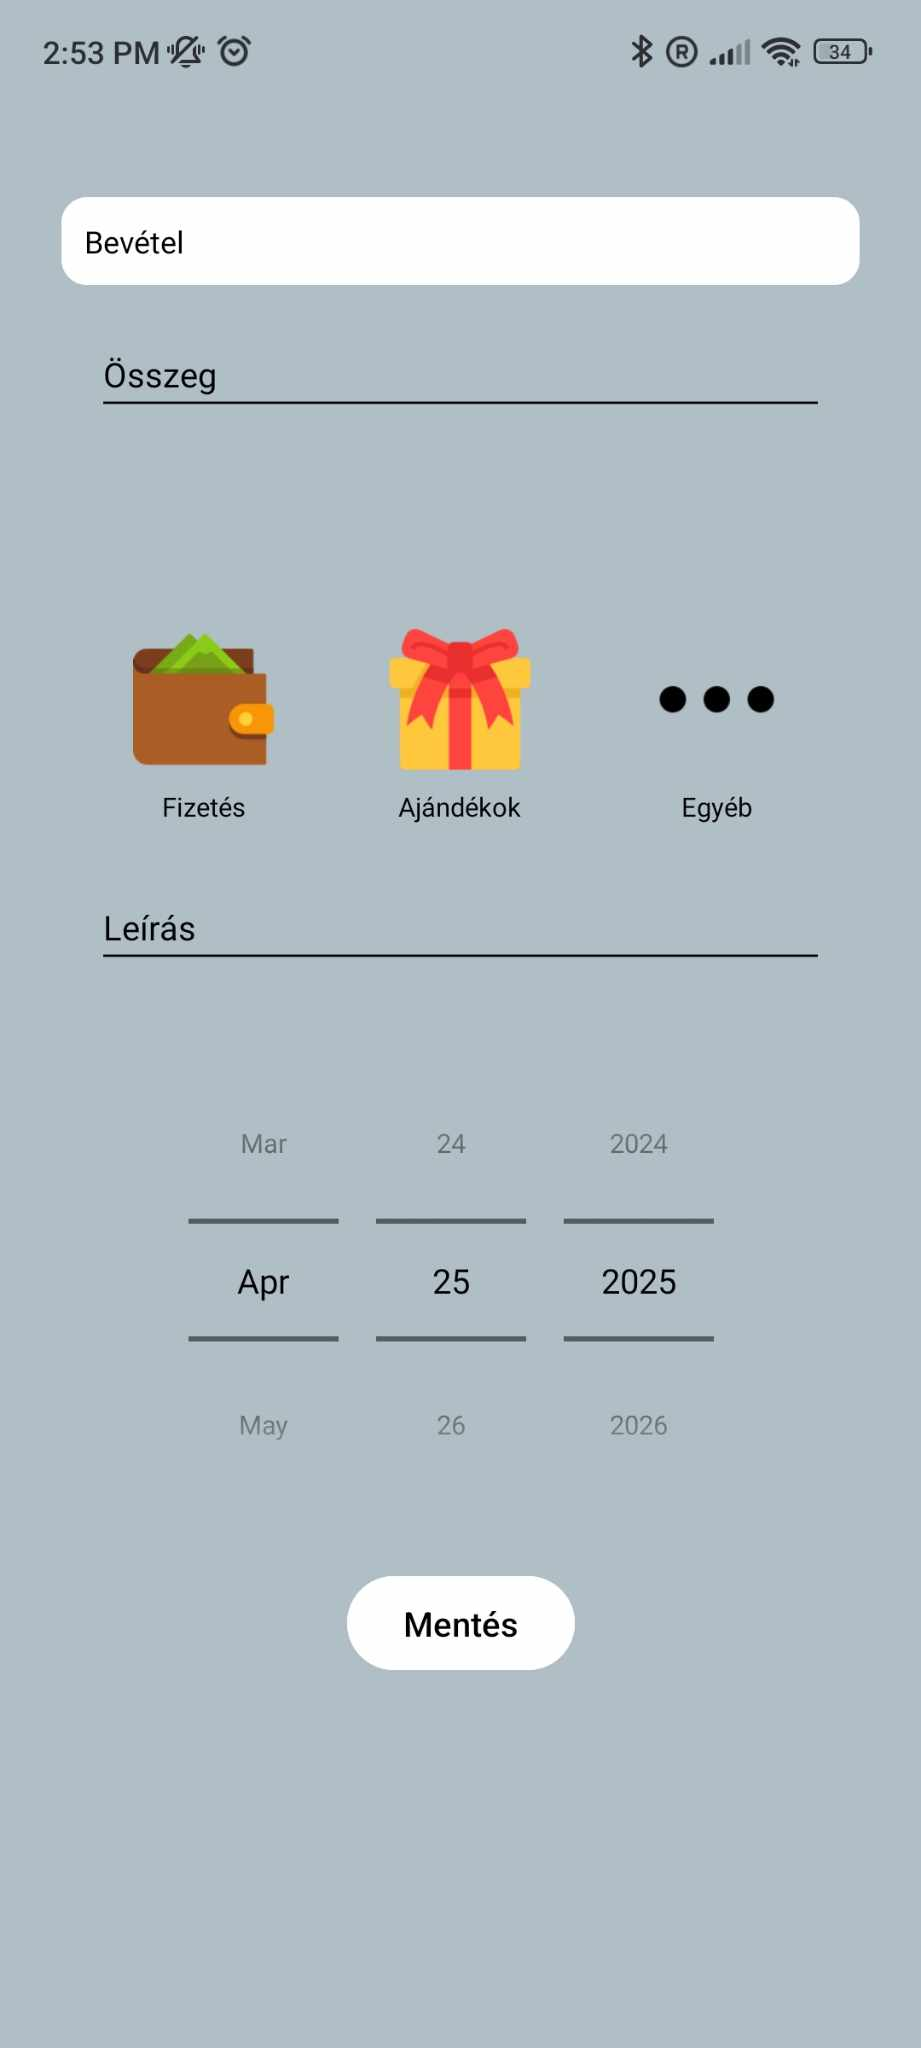 2:53 PM
R
34
Bevétel
Összeg
Fizetés Ajándékok Egyéb
Leírás
Mar 24 2024
Apr 25 2025
May 26 2026
Mentés